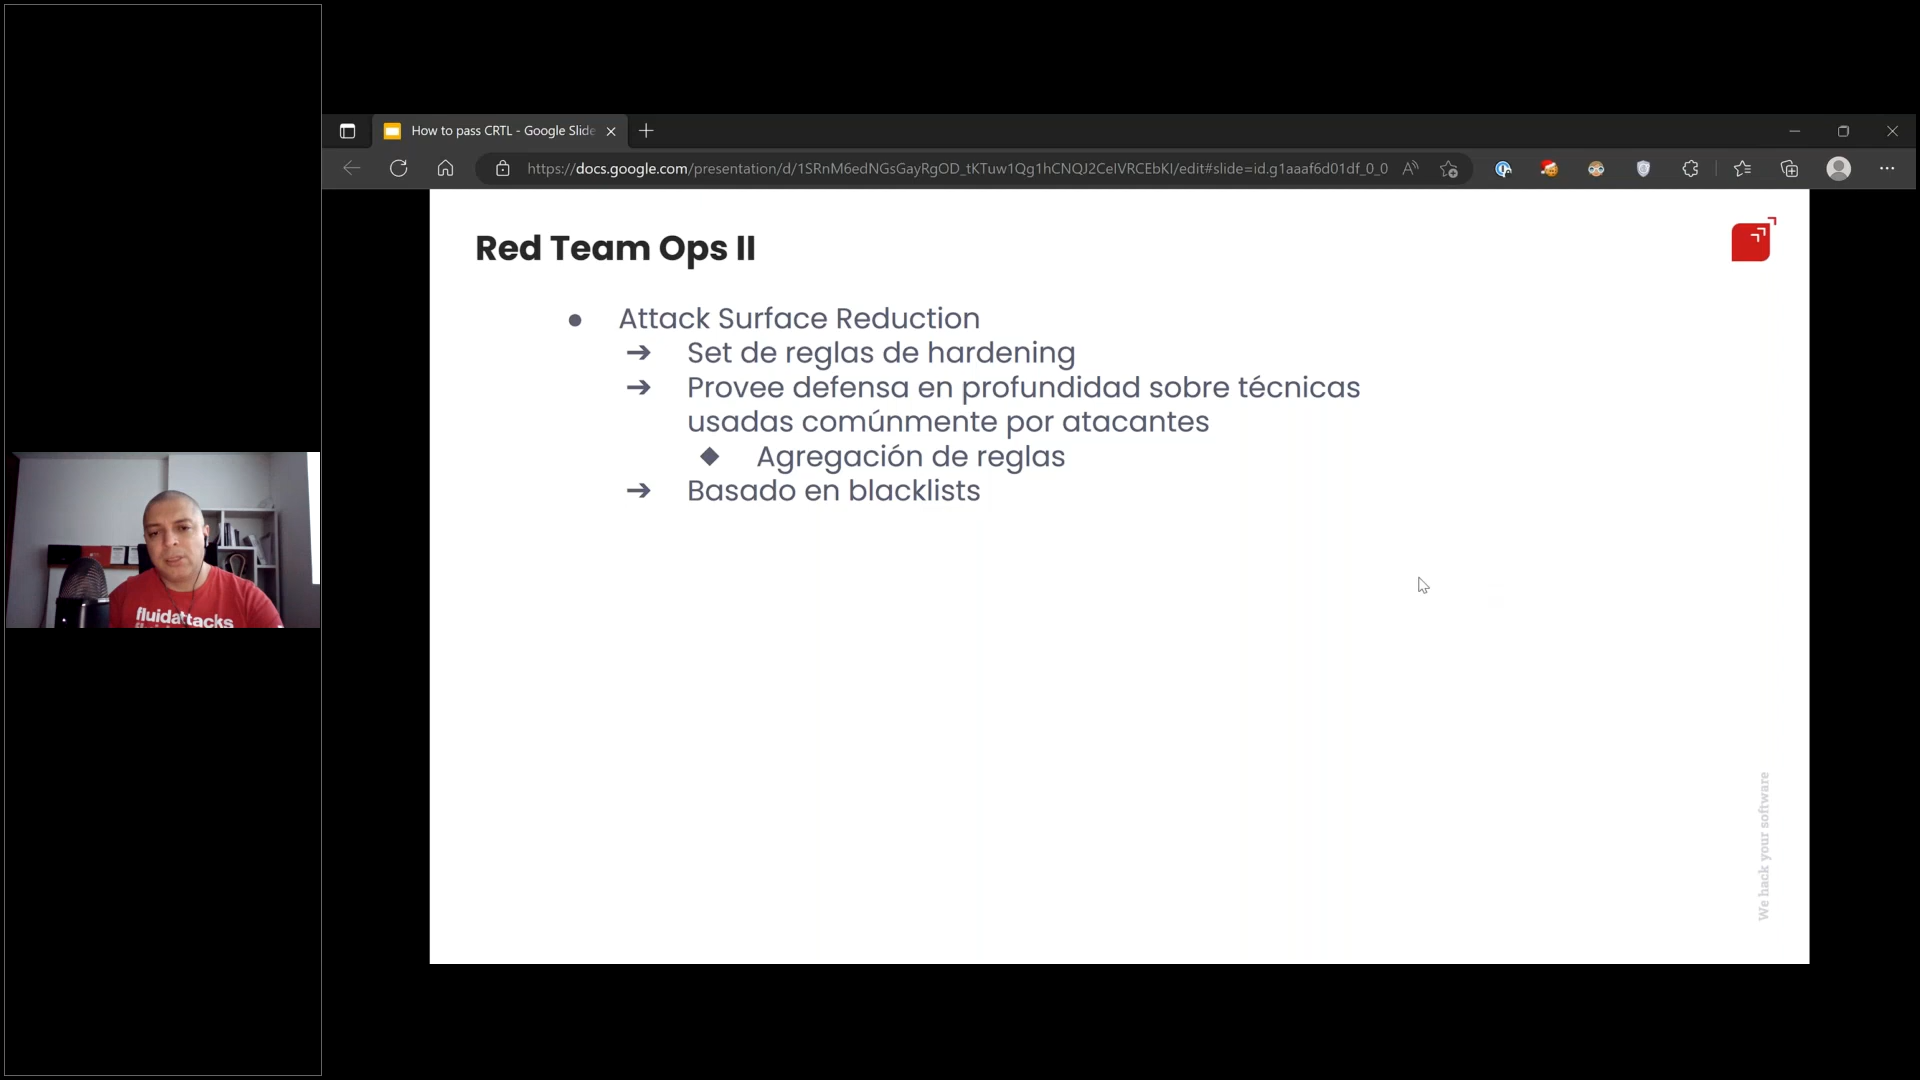 How to pass CRTL - Google Slide
https://docs.google.com/presentation/d/1SRnM6edNGsGayRgOD_tKTuw1Qg1hCNQJ2CeIVRCEbKI/edit#slide=id.g1aaaf6d01df_0_0
Red Team Ops II
● Attack Surface Reduction
➔ Set de reglas de hardening
➔ Provee defensa en profundidad sobre técnicas
usadas comúnmente por atacantes
◆ Agregación de reglas
➔ Basado en blacklists
We hack your software
fluidattacks